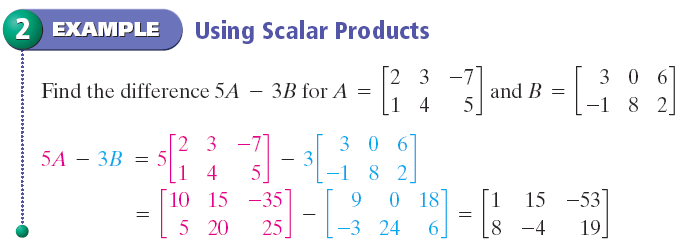 2 EXAMPLE Using Scalar Products
Find the difference 5A − 3B for A = [2 3 −7; 1 4 5] and B = [3 0 6; −1 8 2]
5A − 3B = 5[2 3 −7; 1 4 5] − 3[3 0 6; −1 8 2]
= [10 15 −35; 5 20 25] − [9 0 18; −3 24 6] = [1 15 −53; 8 −4 19]